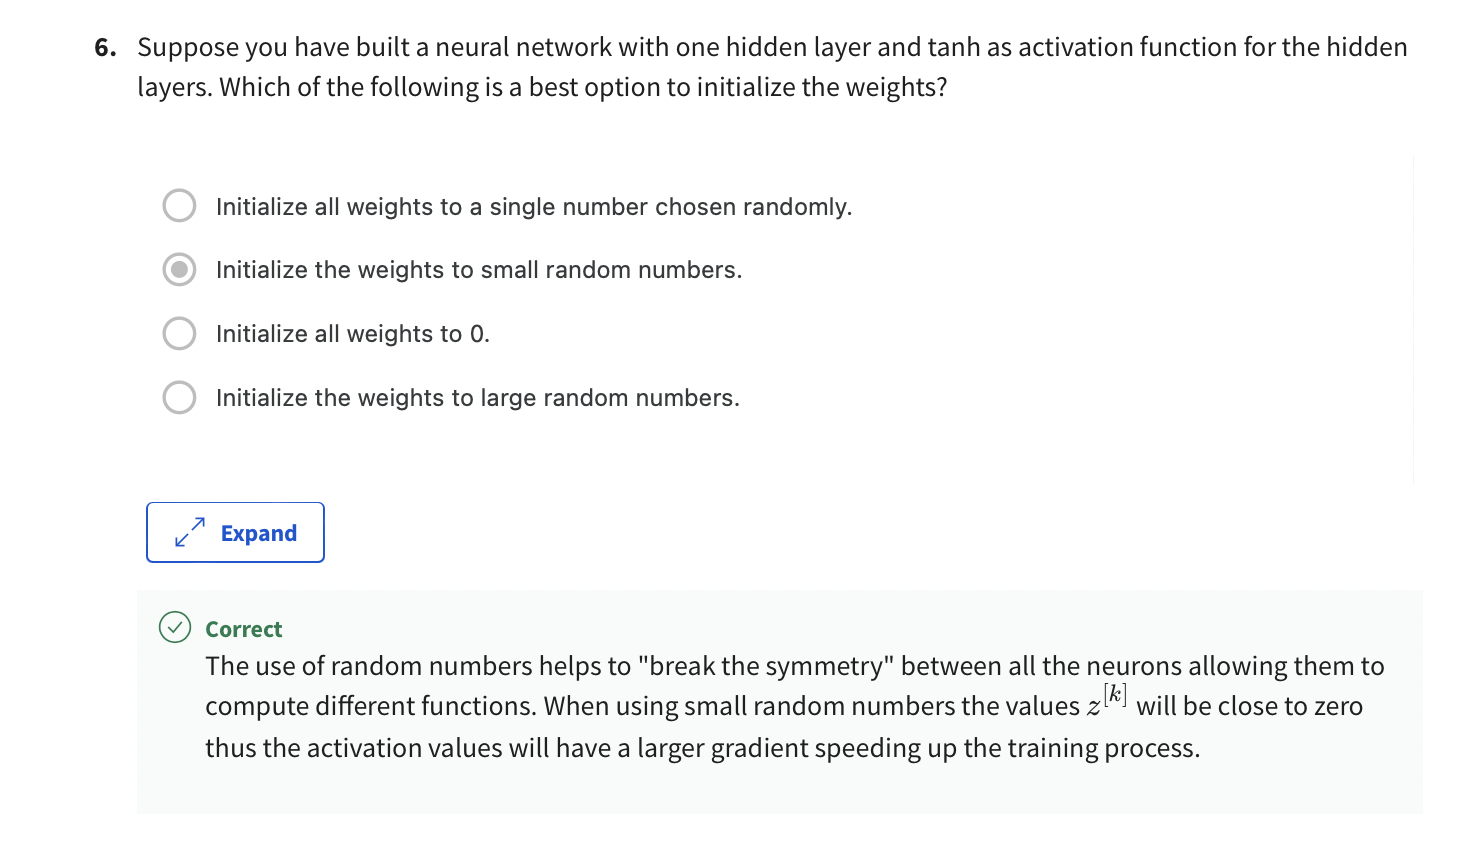 6. Suppose you have built a neural network with one hidden layer and tanh as activation function for the hidden
layers. Which of the following is a best option to initialize the weights?
Initialize all weights to a single number chosen randomly.
Initialize the weights to small random numbers.
Initialize all weights to 0.
Initialize the weights to large random numbers.
Expand
Correct
The use of random numbers helps to "break the symmetry" between all the neurons allowing them to
compute different functions. When using small random numbers the values z^[k] will be close to zero
thus the activation values will have a larger gradient speeding up the training process.